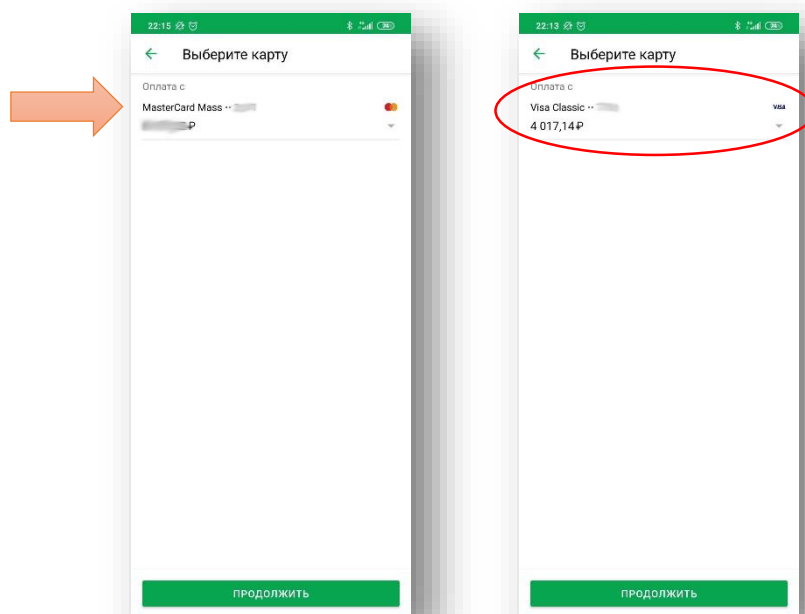 22:15
Выберите карту
Оплата с
MasterCard Mass ··
₽
ПРОДОЛЖИТЬ
22:13
Выберите карту
Оплата с
Visa Classic ··
VISA
4 017,14 ₽
ПРОДОЛЖИТЬ